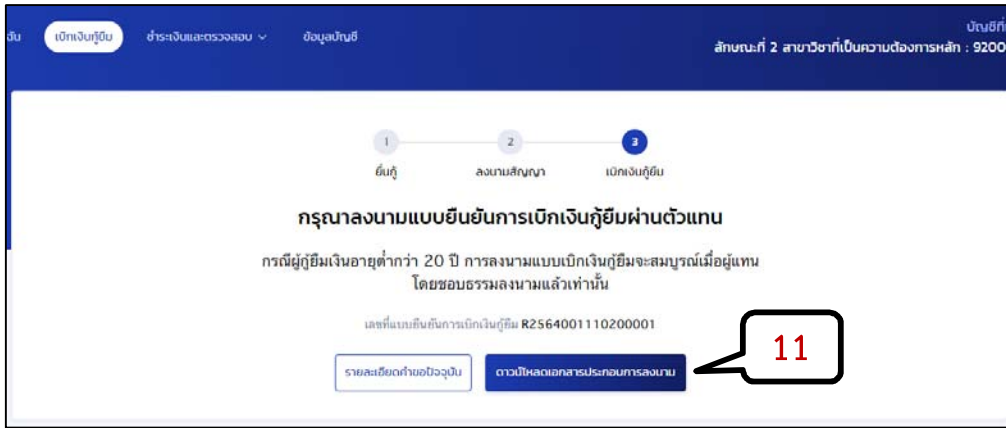 บัญชีที่
เบิกเงินกู้ยืม ชำระเงินและตรวจสอบ ข้อมูลบัญชี
ลักษณะที่ 2 สาขาวิชาที่เป็นความต้องการหลัก : 9200
1 2 3
ยื่นกู้ ลงนามสัญญา เบิกเงินกู้ยืม
กรุณาลงนามแบบยืนยันการเบิกเงินกู้ยืมผ่านตัวแทน
กรณีผู้กู้ยืมเงินอายุต่ำกว่า 20 ปี การลงนามแบบเบิกเงินกู้ยืมจะสมบูรณ์เมื่อผู้แทน
โดยชอบธรรมลงนามแล้วเท่านั้น
เลขที่แบบยืนยันการเบิกเงินกู้ยืม R2564001110200001
รายละเอียดคำขอปัจจุบัน ดาวน์โหลดเอกสารประกอบการลงนาม
11